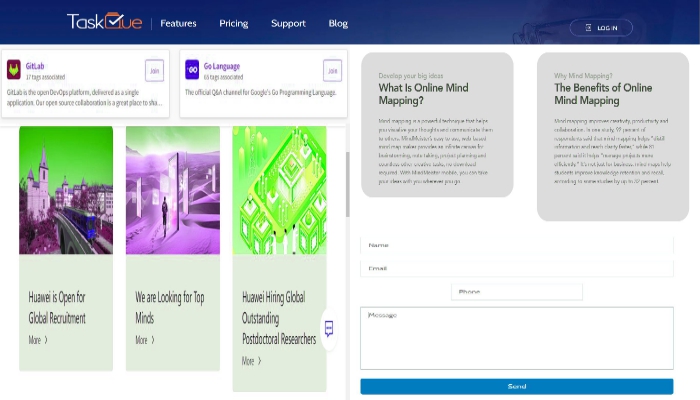 TaskQue
Features
Pricing
Support
Blog
LOG IN
GitLab
17 tags associated
Join
GitLab is the open DevOps platform, delivered as a single
application. Our open source collaboration is a great place to sha...
Go Language
65 tags associated
Join
The official Q&A channel for Google's Go Programming Language.
Huawei is Open for
Global Recruitment
More
We are Looking for Top
Minds
More
Huawei Hiring Global
Outstanding
Postdoctoral Researchers
More
Develop your big ideas
What Is Online Mind
Mapping?
Mind mapping is a powerful technique that helps
you visualize your thoughts and communicate them
to others. MindMeister's easy to use, web-based
mind map maker provides an infinite canvas for
brainstorming, note taking, project planning and
countless other creative tasks, no download
required. With MindMeister mobile, you can take
your ideas with you wherever you go.
Why Mind Mapping?
The Benefits of Online
Mind Mapping
Mind mapping improves creativity, productivity and
collaboration. In one study, 99 percent of
respondents said that mind mapping helps "distill
information and reach clarity faster," while 81
percent said it helps "manage projects more
efficiently." It's not just for business, mind maps help
students improve knowledge retention and recall,
according to some studies by up to 32 percent.
Name
Email
Phone
Message
Send